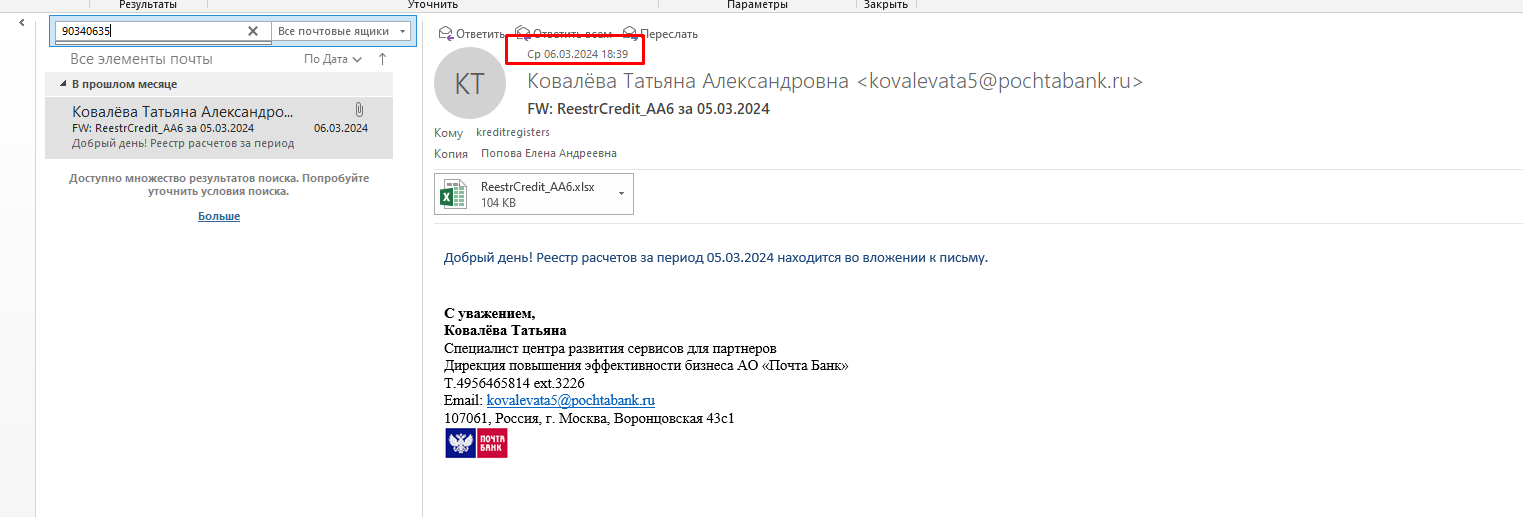 Результаты
Уточнить
Параметры
Закрыть
90340635
Все почтовые ящики
Все элементы почты
По Дата
В прошлом месяце
Ковалёва Татьяна Александро...
FW: ReestrCredit_AA6 за 05.03.2024 06.03.2024
Добрый день! Реестр расчетов за период
Доступно множество результатов поиска. Попробуйте
уточнить условия поиска.
Больше
Ответить Ответить всем Переслать
Ср 06.03.2024 18:39
КТ
Ковалёва Татьяна Александровна <kovalevata5@pochtabank.ru>
FW: ReestrCredit_AA6 за 05.03.2024
Кому kreditregisters
Копия Попова Елена Андреевна
ReestrCredit_AA6.xlsx
104 KB
Добрый день! Реестр расчетов за период 05.03.2024 находится во вложении к письму.
С уважением,
Ковалёва Татьяна
Специалист центра развития сервисов для партнеров
Дирекция повышения эффективности бизнеса АО «Почта Банк»
Т.4956465814 ext.3226
Email: kovalevata5@pochtabank.ru
107061, Россия, г. Москва, Воронцовская 43с1
ПОЧТА
БАНК